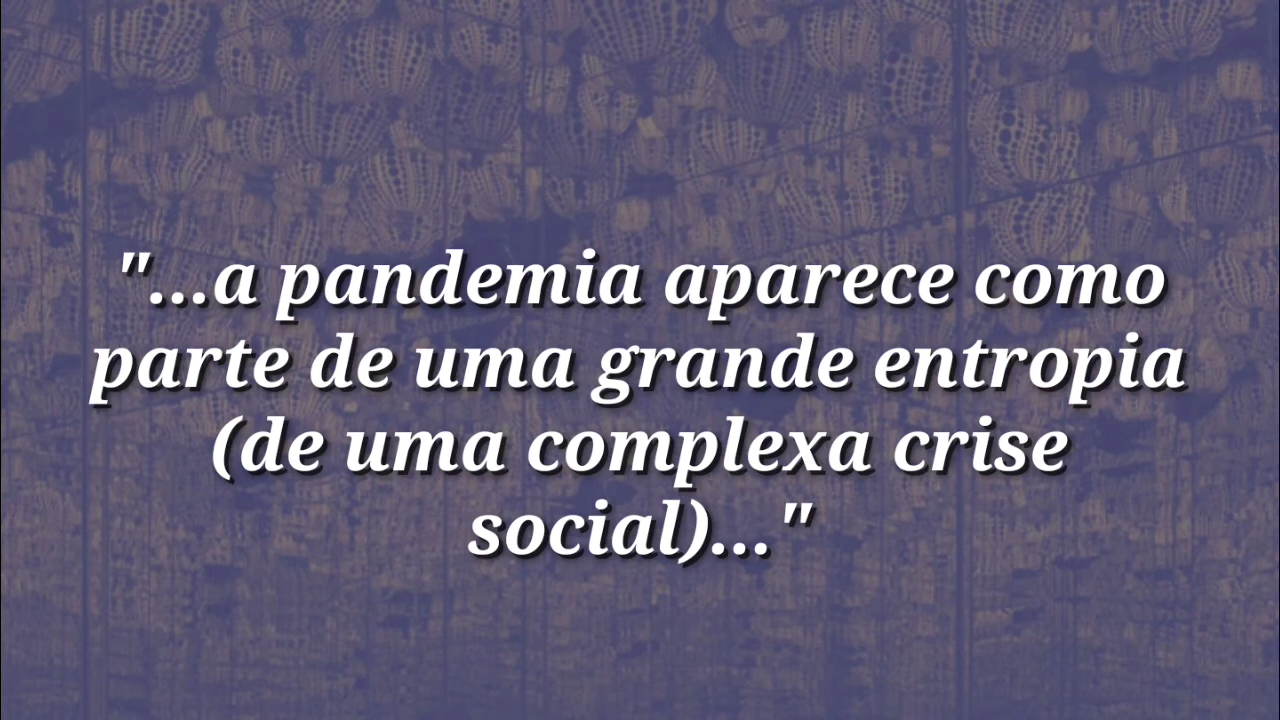 "...a pandemia aparece como
parte de uma grande entropia
(de uma complexa crise
social)..."